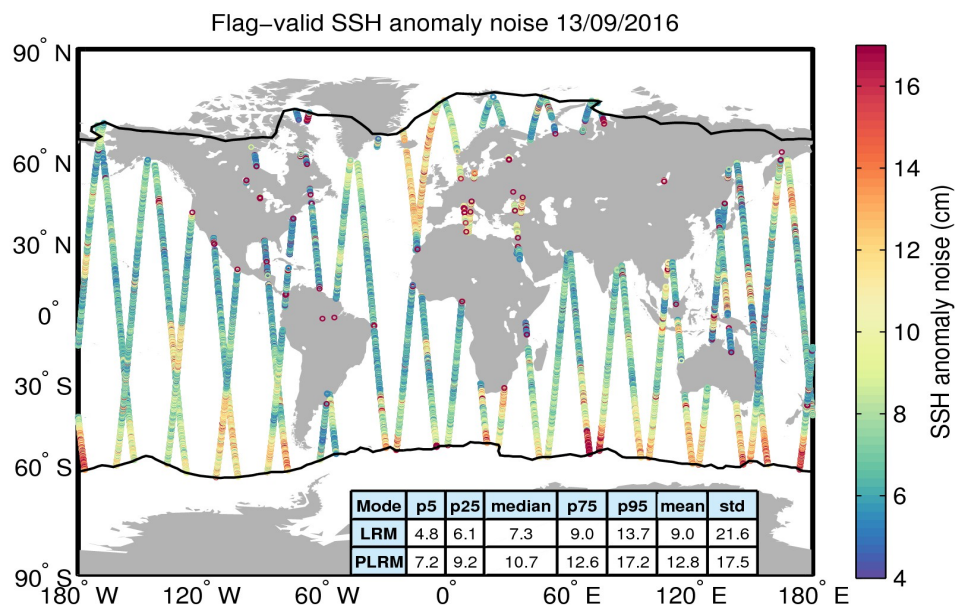 Flag−valid SSH anomaly noise 13/09/2016
90° N
60° N
30° N
0°
30° S
60° S
90° S
180° W
120° W
60° W
0°
60° E
120° E
180° E
16
14
12
10
8
6
4
SSH anomaly noise (cm)
Mode p5 p25 median p75 p95 mean std
LRM 4.8 6.1 7.3 9.0 13.7 9.0 21.6
PLRM 7.2 9.2 10.7 12.6 17.2 12.8 17.5